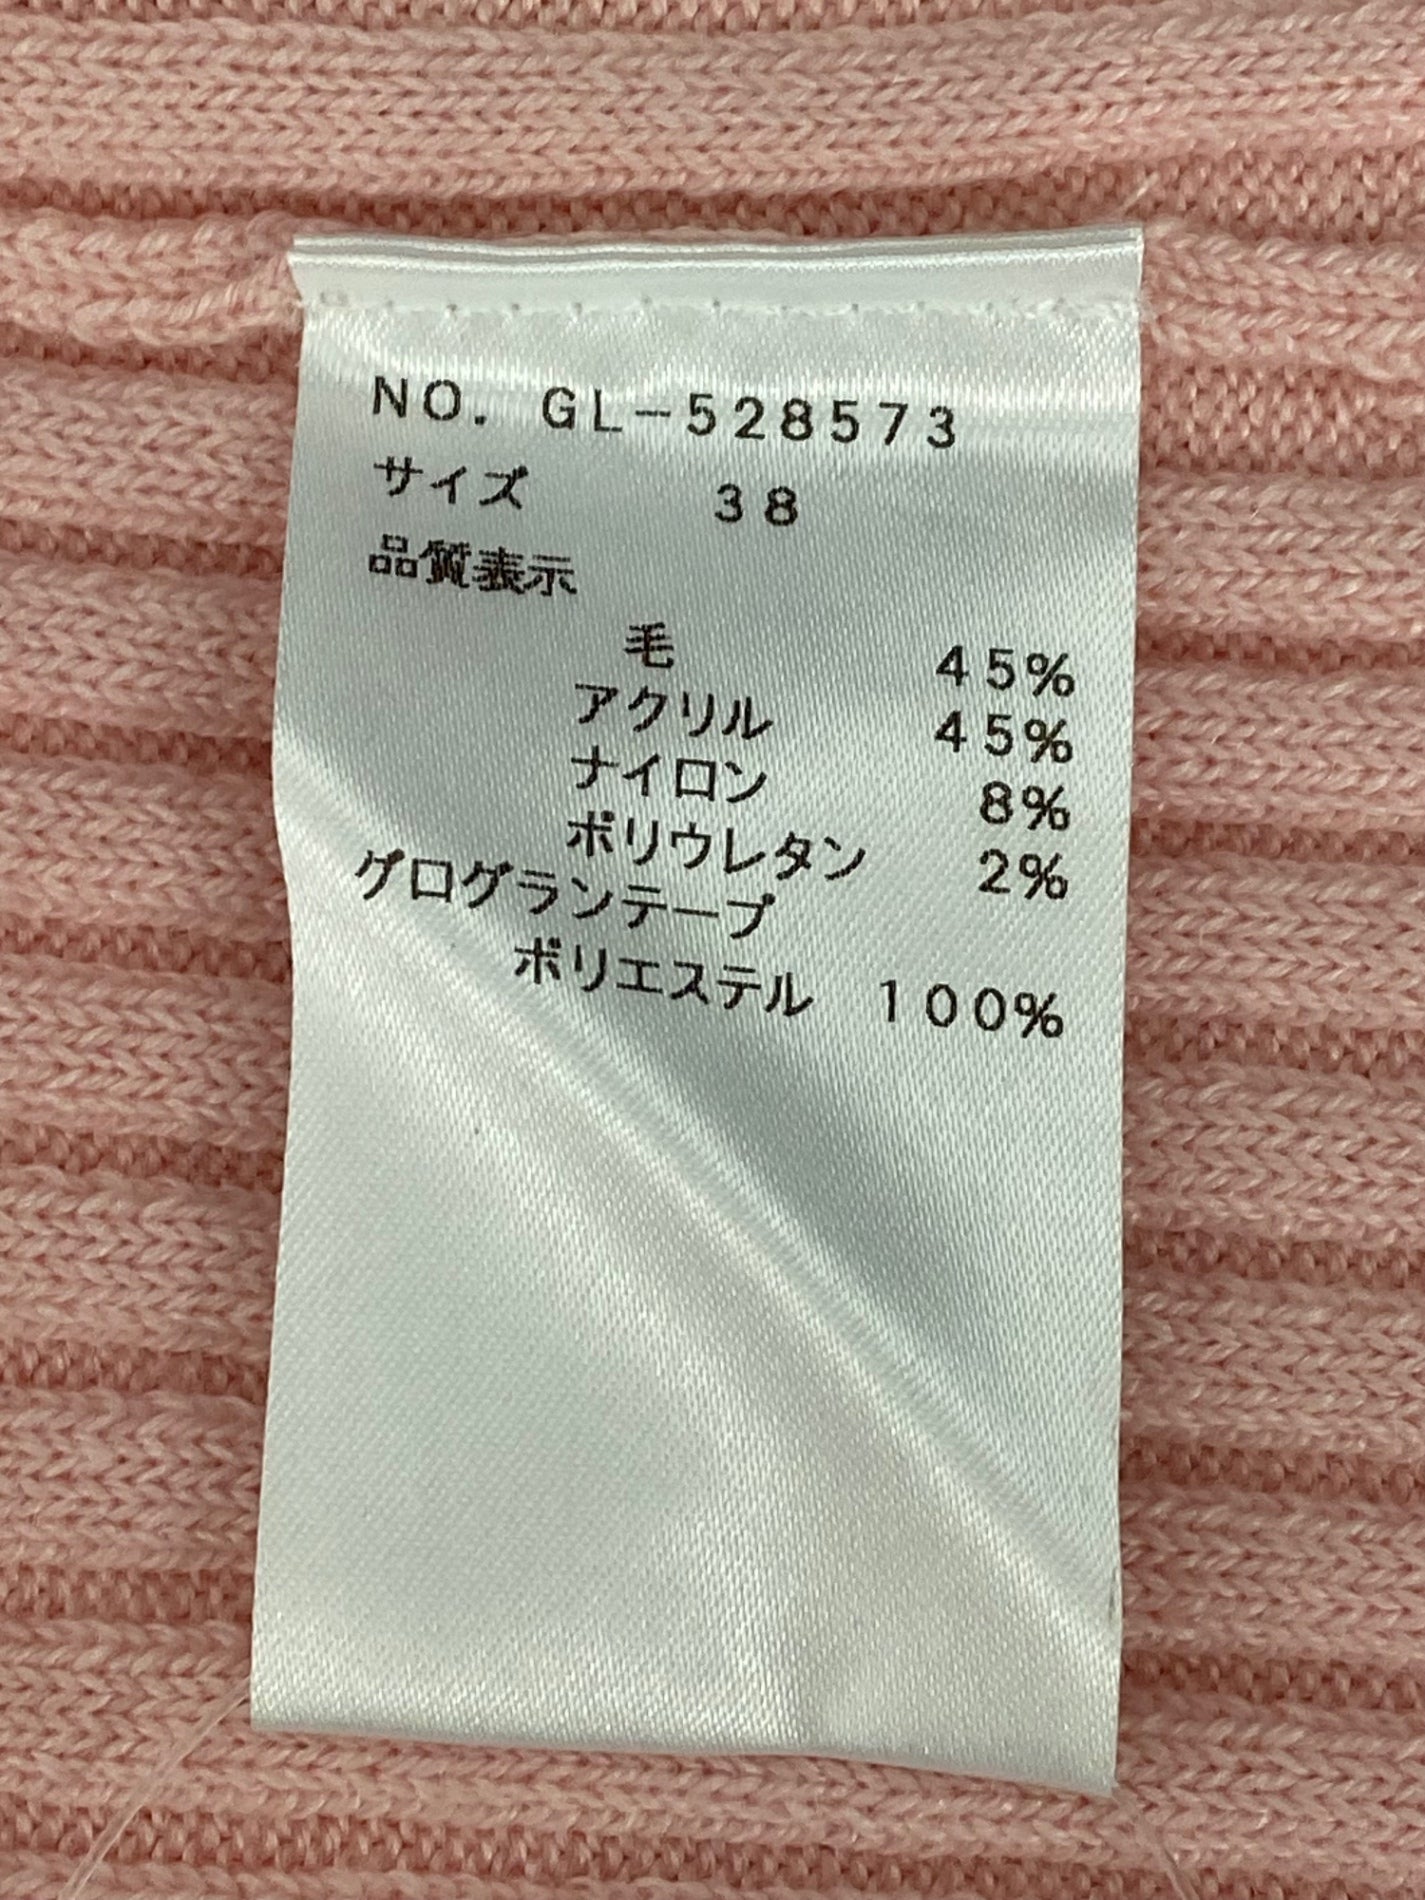 NO. GL-528573
サイズ 38
品質表示
毛 45%
アクリル 45%
ナイロン 8%
ポリウレタン 2%
グログランテープ
ポリエステル 100%